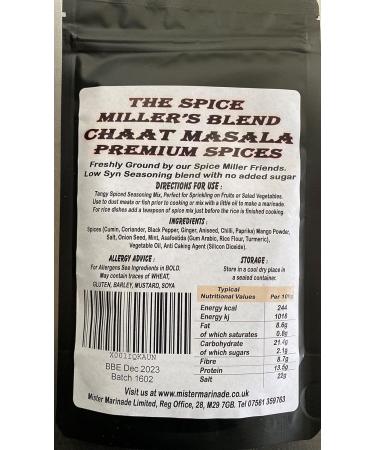 THE SPICE
MILLER'S BLEND
CHAAT MASALA
PREMIUM SPICES
Freshly Ground by our Spice Miller Friends.
Low Syn Seasoning blend with no added sugar
DIRECTIONS FOR USE :
Tangy Spiced Seasoning Mix, Perfect for Sprinkling on Fruits or Salad Vegetables.
Use to dust meats or fish prior to cooking or mix with a little oil to make a marinade.
For rice dishes add a teaspoon of spice mix just before the rice is finished cooking.
INGREDIENTS :
Spices (Cumin, Coriander, Black Pepper, Ginger, Aniseed, Chilli, Paprika) Mango Powder,
Salt, Onion Seed, Mint, Asafoetida (Gum Arabic, Rice Flour, Turmeric),
Vegetable Oil, Anti Caking Agent (Silicon Dioxide).
ALLERGY ADVICE :
For Allergens See Ingredients in BOLD.
May contain traces of WHEAT,
GLUTEN, BARLEY, MUSTARD, SOYA
STORAGE :
Store in a cool dry place in
a sealed container.
Typical
Nutritional Values Per 100g
Energy kcal 244
Energy kj 1016
Fat 8.6g
of which saturates 0.8g
Carbohydrate 21.4g
of which sugars 2.1g
Fibre 8.7g
Protein 13.5g
Salt 22g
X001IQKAUN
BBE Dec 2023
Batch 1602
Visit us at www.mistermarinade.co.uk
Mister Marinade Limited, Reg Office, 28, M29 7GB. Tel 07561 359763